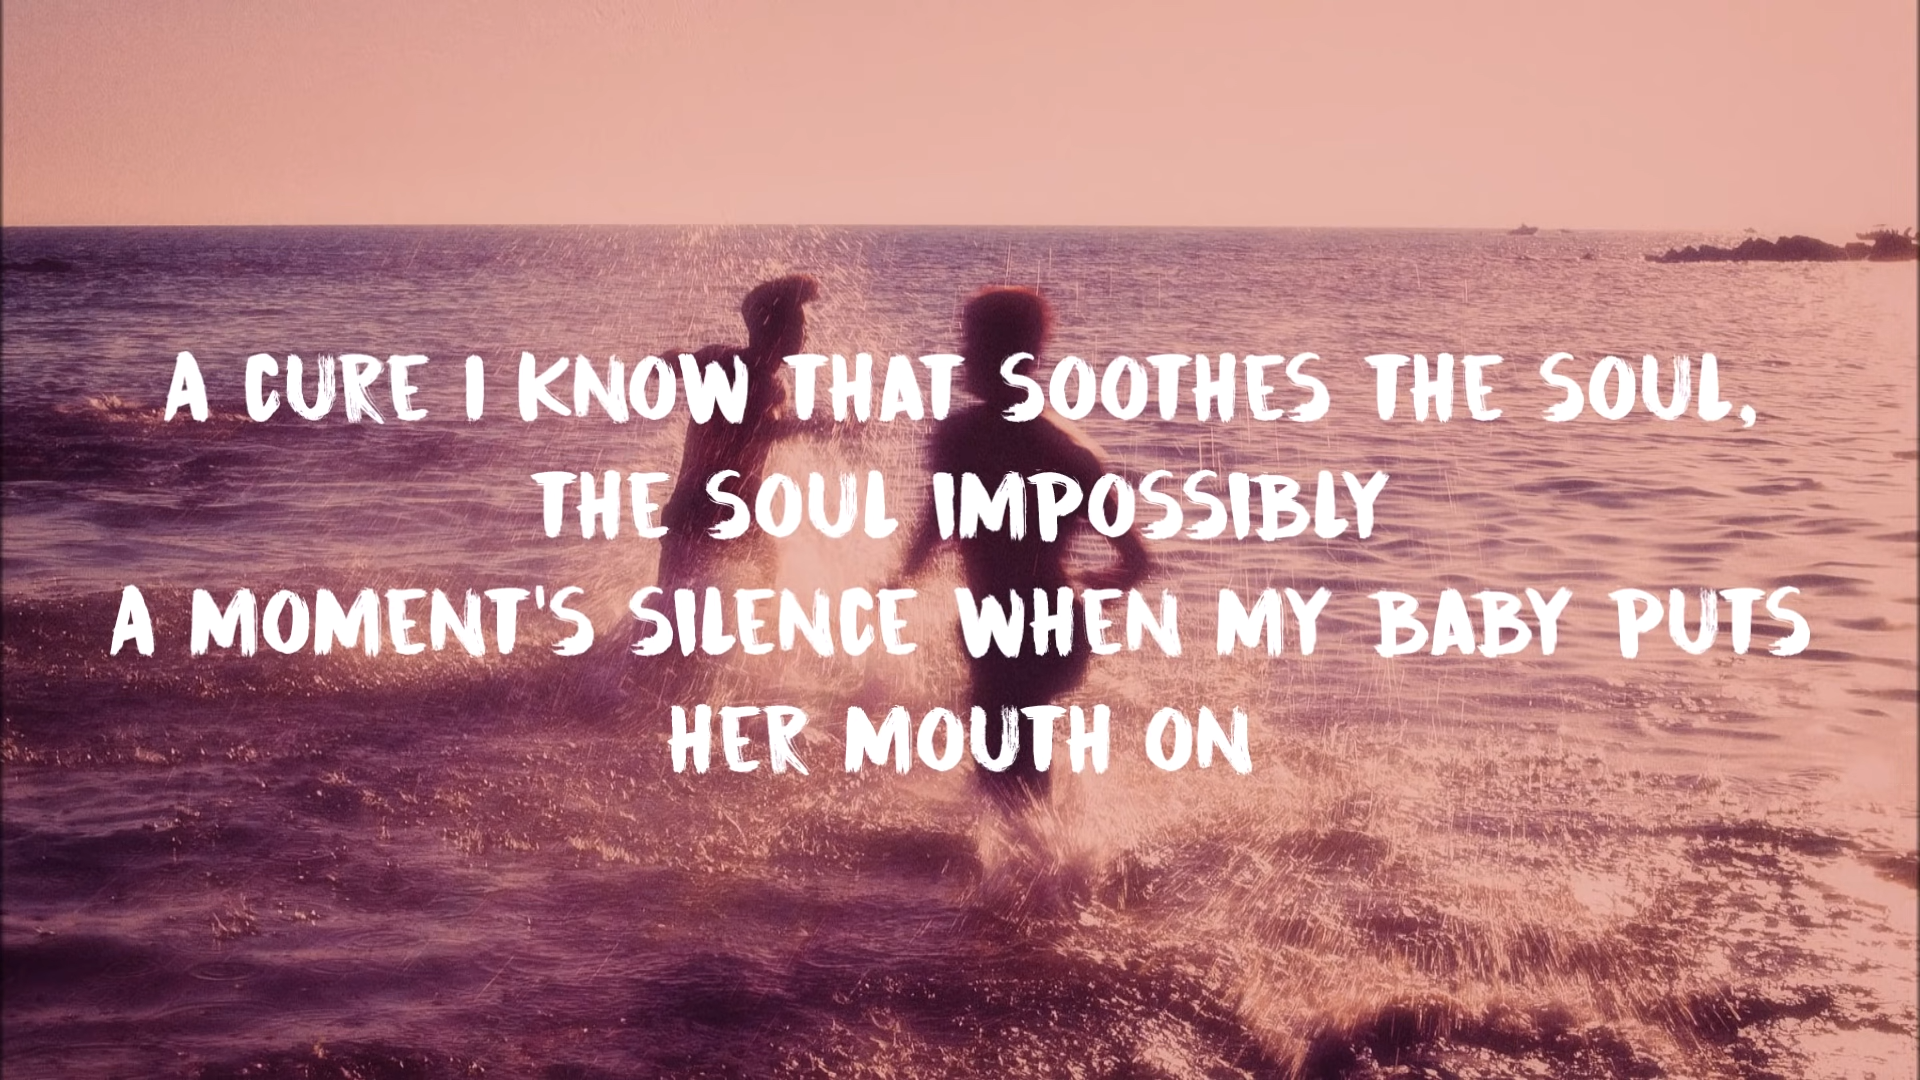 A CURE I KNOW THAT SOOTHES THE SOUL,
THE SOUL IMPOSSIBLY
A MOMENT'S SILENCE WHEN MY BABY PUTS
HER MOUTH ON